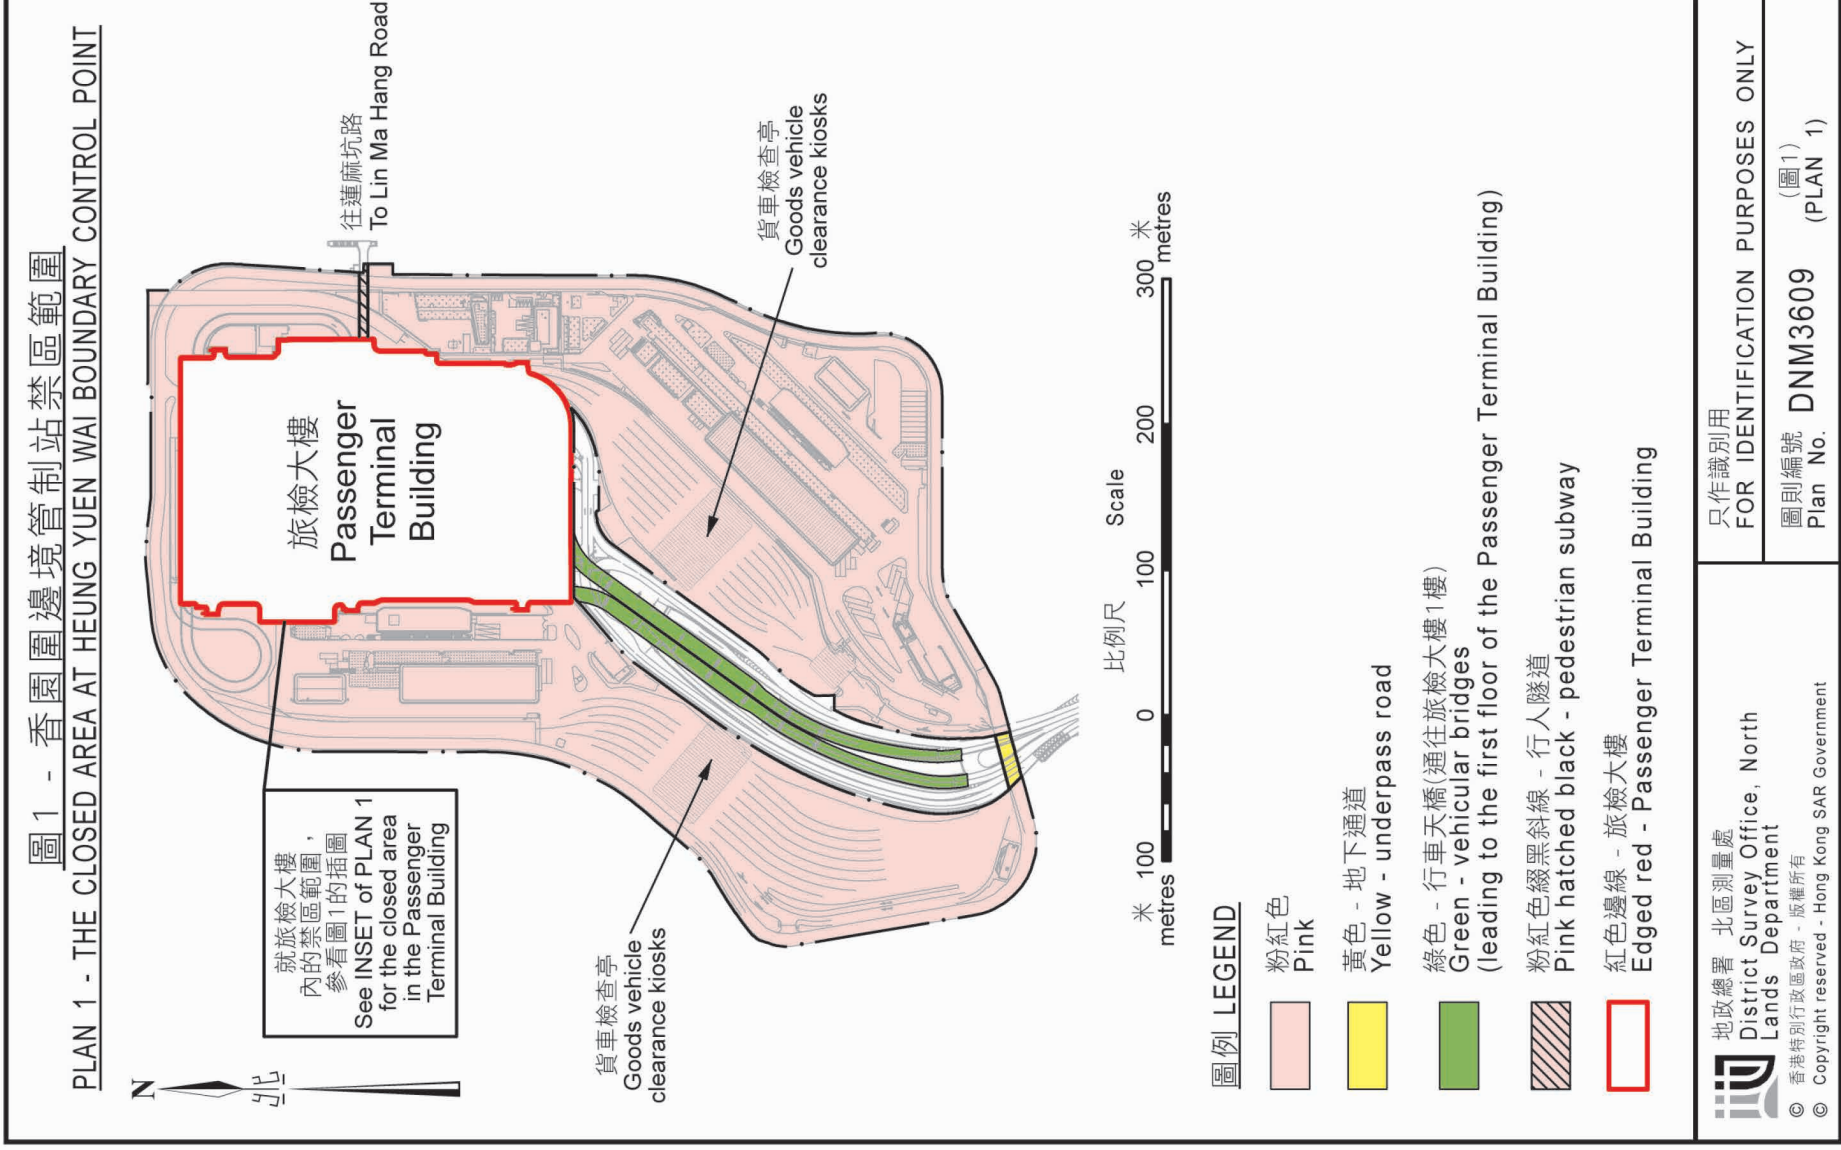 圖1 - 香園圍邊境管制站禁區範圍
PLAN 1 - THE CLOSED AREA AT HEUNG YUEN WAI BOUNDARY CONTROL POINT
N
北
就旅檢大樓
內的禁區範圍，
參看圖1的插圖
See INSET of PLAN 1
for the closed area
in the Passenger
Terminal Building
旅檢大樓
Passenger
Terminal
Building
往蓮麻坑路
To Lin Ma Hang Road
貨車檢查亭
Goods vehicle
clearance kiosks
貨車檢查亭
Goods vehicle
clearance kiosks
比例尺 Scale
米
metres
100 0 100 200 300
米
metres
圖例 LEGEND
粉紅色
Pink
黃色 - 地下通道
Yellow - underpass road
綠色 - 行車天橋(通往旅檢大樓1樓)
Green - vehicular bridges
(leading to the first floor of the Passenger Terminal Building)
粉紅色綴黑斜線 - 行人隧道
Pink hatched black - pedestrian subway
紅色邊線 - 旅檢大樓
Edged red - Passenger Terminal Building
地政總署 北區測量處
District Survey Office, North
Lands Department
© 香港特別行政區政府 - 版權所有
© Copyright reserved - Hong Kong SAR Government
只作識別用
FOR IDENTIFICATION PURPOSES ONLY
圖則編號 (圖1)
Plan No. DNM3609 (PLAN 1)